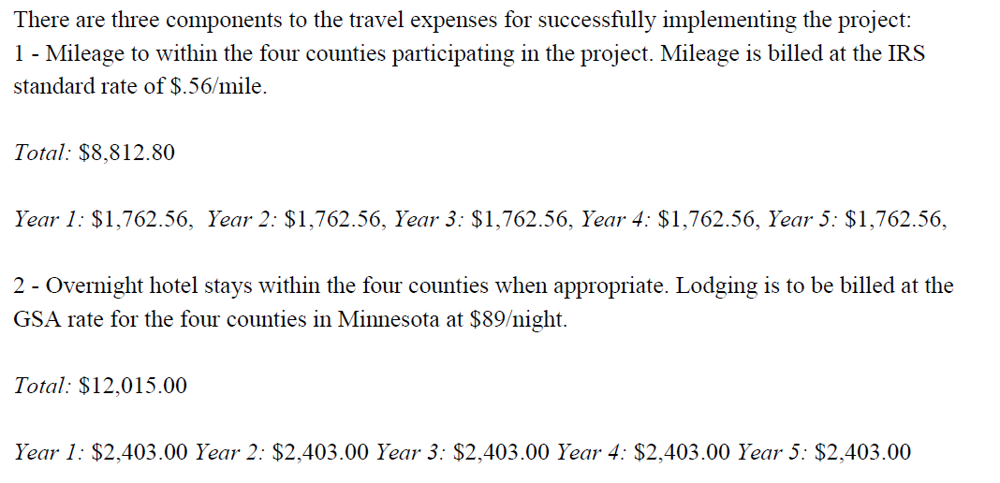 There are three components to the travel expenses for successfully implementing the project:
1 - Mileage to within the four counties participating in the project. Mileage is billed at the IRS
standard rate of $.56/mile.
Total: $8,812.80
Year 1: $1,762.56, Year 2: $1,762.56, Year 3: $1,762.56, Year 4: $1,762.56, Year 5: $1,762.56,
2 - Overnight hotel stays within the four counties when appropriate. Lodging is to be billed at the
GSA rate for the four counties in Minnesota at $89/night.
Total: $12,015.00
Year 1: $2,403.00 Year 2: $2,403.00 Year 3: $2,403.00 Year 4: $2,403.00 Year 5: $2,403.00